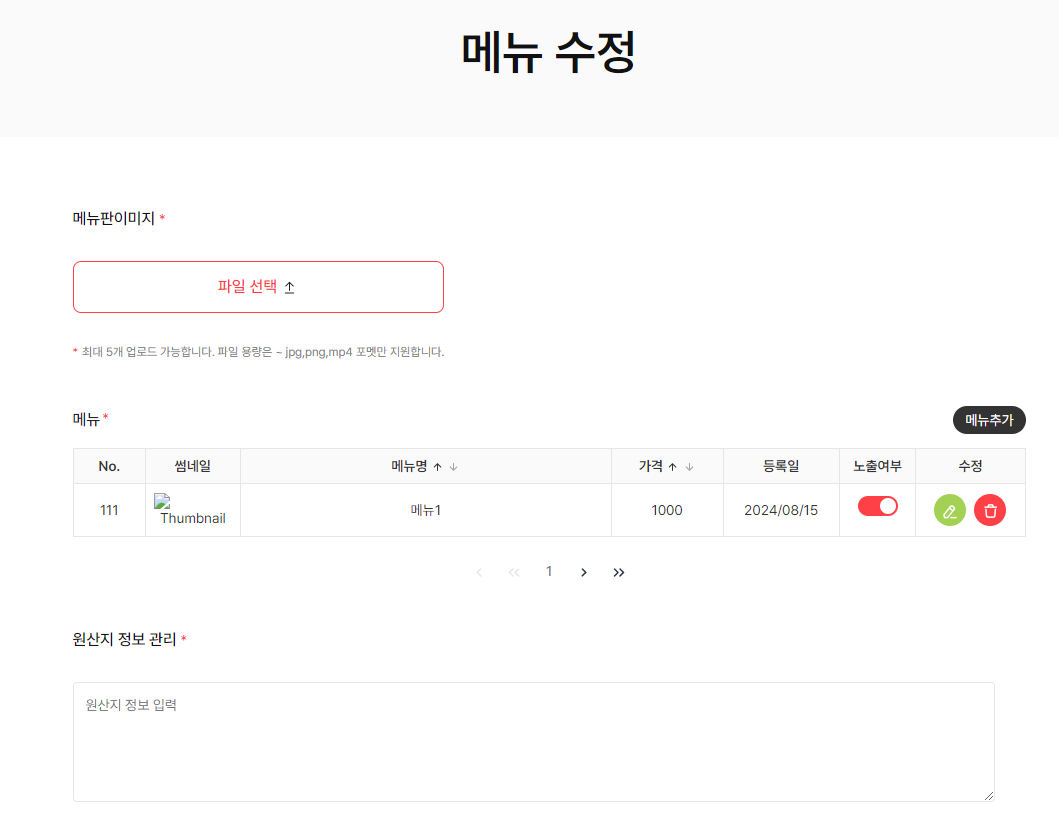 메뉴 수정
메뉴판이미지 *
파일 선택
* 최대 5개 업로드 가능합니다. 파일 용량은 ~ jpg,png,mp4 포멧만 지원합니다.
메뉴*
메뉴추가
No. 썸네일 메뉴명 ↑ ↓ 가격 ↑ ↓ 등록일 노출여부 수정
111 Thumbnail 메뉴1 1000 2024/08/15
1
원산지 정보 관리 *
원산지 정보 입력